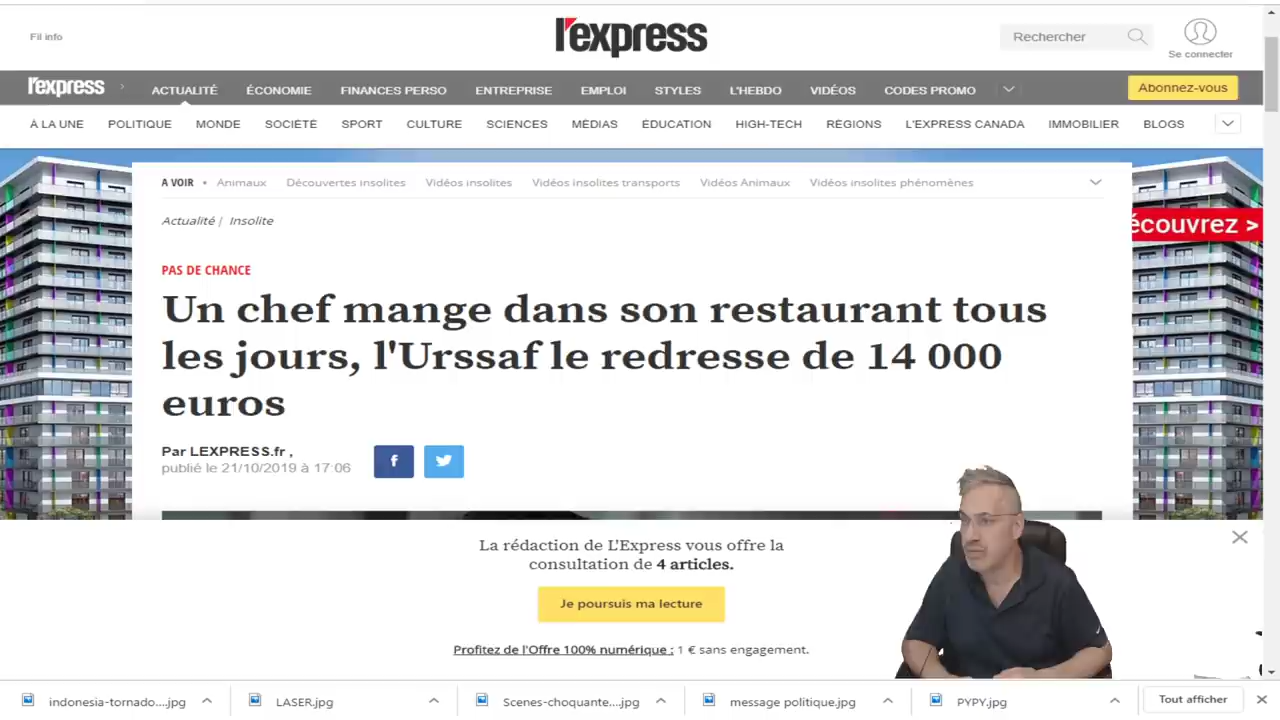 Fil info
l'express
Rechercher
Se connecter
l'express
ACTUALITÉ ÉCONOMIE FINANCES PERSO ENTREPRISE EMPLOI STYLES L'HEBDO VIDÉOS CODES PROMO
Abonnez-vous
À LA UNE POLITIQUE MONDE SOCIÉTÉ SPORT CULTURE SCIENCES MÉDIAS ÉDUCATION HIGH-TECH RÉGIONS L'EXPRESS CANADA IMMOBILIER BLOGS
A VOIR • Animaux Découvertes insolites Vidéos insolites Vidéos insolites transports Vidéos Animaux Vidéos insolites phénomènes
écouvrez >
Actualité / Insolite
PAS DE CHANCE
Un chef mange dans son restaurant tous
les jours, l'Urssaf le redresse de 14 000
euros
Par LEXPRESS.fr ,
publié le 21/10/2019 à 17:06
La rédaction de L'Express vous offre la
consultation de 4 articles.
Je poursuis ma lecture
Profitez de l'Offre 100% numérique : 1 € sans engagement.
indonesia-tornado....jpg LASER.jpg Scenes-choquante....jpg message politique.jpg PYPY.jpg Tout afficher